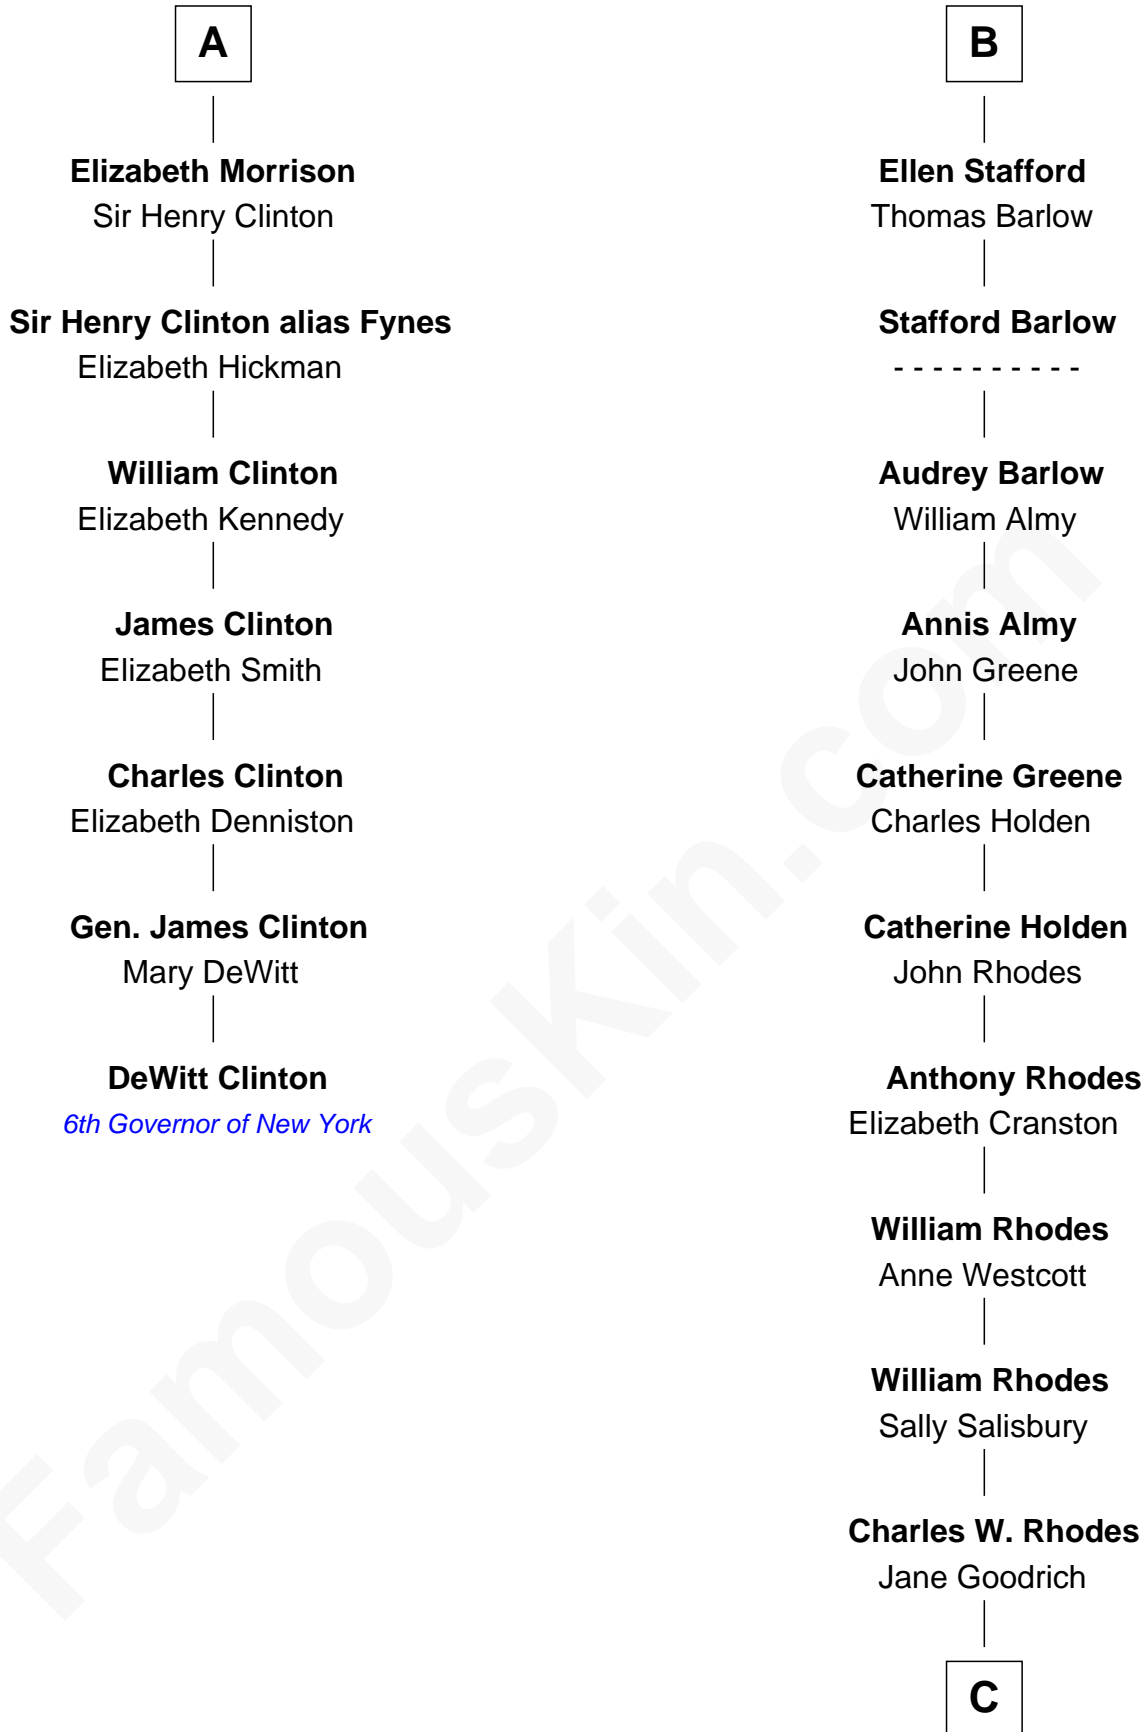 A
Elizabeth Morrison
Sir Henry Clinton
Sir Henry Clinton alias Fynes
Elizabeth Hickman
William Clinton
Elizabeth Kennedy
James Clinton
Elizabeth Smith
Charles Clinton
Elizabeth Denniston
Gen. James Clinton
Mary DeWitt
DeWitt Clinton
6th Governor of New York
B
Ellen Stafford
Thomas Barlow
Stafford Barlow
- - - - - - - - - -
Audrey Barlow
William Almy
Annis Almy
John Greene
Catherine Greene
Charles Holden
Catherine Holden
John Rhodes
Anthony Rhodes
Elizabeth Cranston
William Rhodes
Anne Westcott
William Rhodes
Sally Salisbury
Charles W. Rhodes
Jane Goodrich
C
FamousKin.com